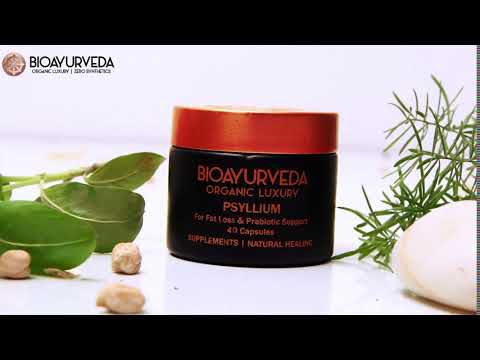 BIOAYURVEDA
ORGANIC LUXURY | ZERO SYNTHETICS
BIOAYURVEDA
ORGANIC LUXURY
PSYLLIUM
For Fat Loss & Prebiotic Support
40 Capsules
SUPPLEMENTS | NATURAL HEALING